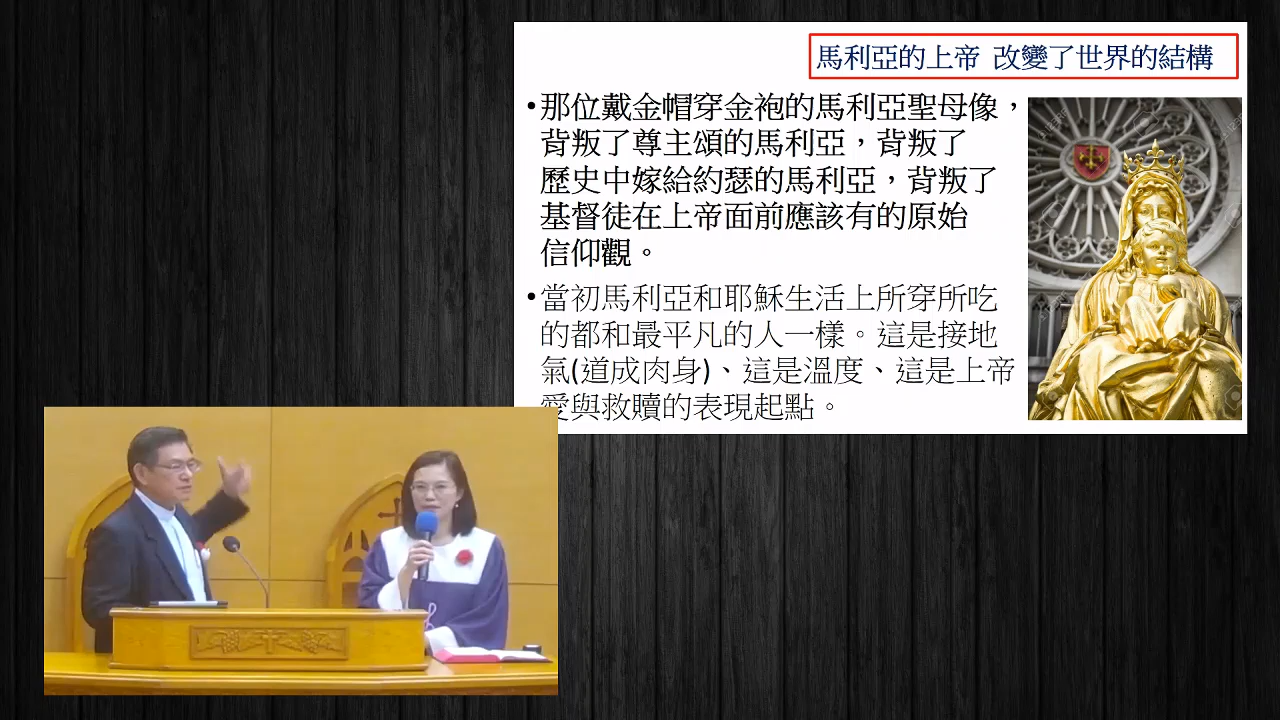 馬利亞的上帝 改變了世界的結構
•那位戴金帽穿金袍的馬利亞聖母像，
背叛了尊主頌的馬利亞，背叛了
歷史中嫁給約瑟的馬利亞，背叛了
基督徒在上帝面前應該有的原始
信仰觀。
•當初馬利亞和耶穌生活上所穿所吃
的都和最平凡的人一樣。這是接地
氣(道成肉身)、這是溫度、這是上帝
愛與救贖的表現起點。